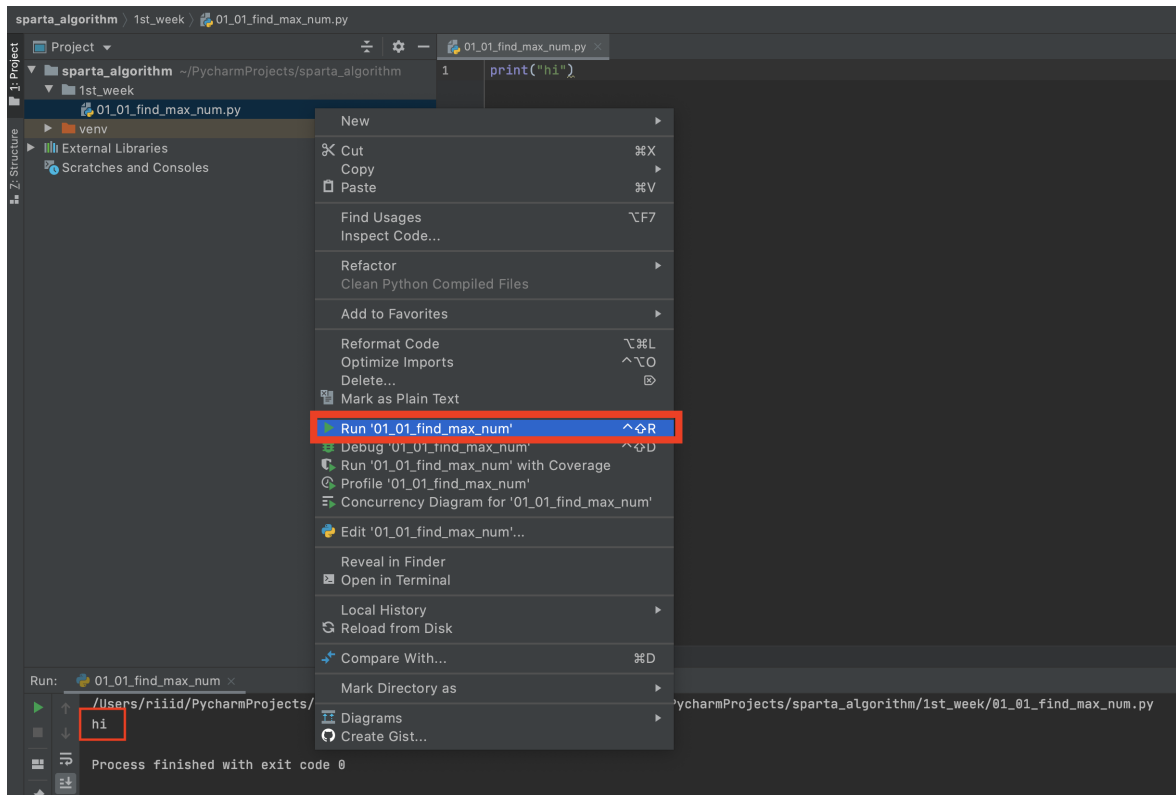 sparta_algorithm 〉 1st_week 〉 01_01_find_max_num.py
1: Project
Z: Structure
Project
sparta_algorithm ~/PycharmProjects/sparta_algorithm
1st_week
01_01_find_max_num.py
venv
External Libraries
Scratches and Consoles
01_01_find_max_num.py
1 print("hi")
New
Cut ⌘X
Copy
Paste ⌘V
Find Usages ⌥F7
Inspect Code...
Refactor
Clean Python Compiled Files
Add to Favorites
Reformat Code ⌥⌘L
Optimize Imports ^⌥O
Delete... ⌦
Mark as Plain Text
Run '01_01_find_max_num' ^⇧R
Debug '01_01_find_max_num' ^⇧D
Run '01_01_find_max_num' with Coverage
Profile '01_01_find_max_num'
Concurrency Diagram for '01_01_find_max_num'
Edit '01_01_find_max_num'...
Reveal in Finder
Open in Terminal
Local History
Reload from Disk
Compare With... ⌘D
Mark Directory as
Diagrams
Create Gist...
Run: 01_01_find_max_num
/Users/riiid/PycharmProjects/ PycharmProjects/sparta_algorithm/1st_week/01_01_find_max_num.py
hi
Process finished with exit code 0